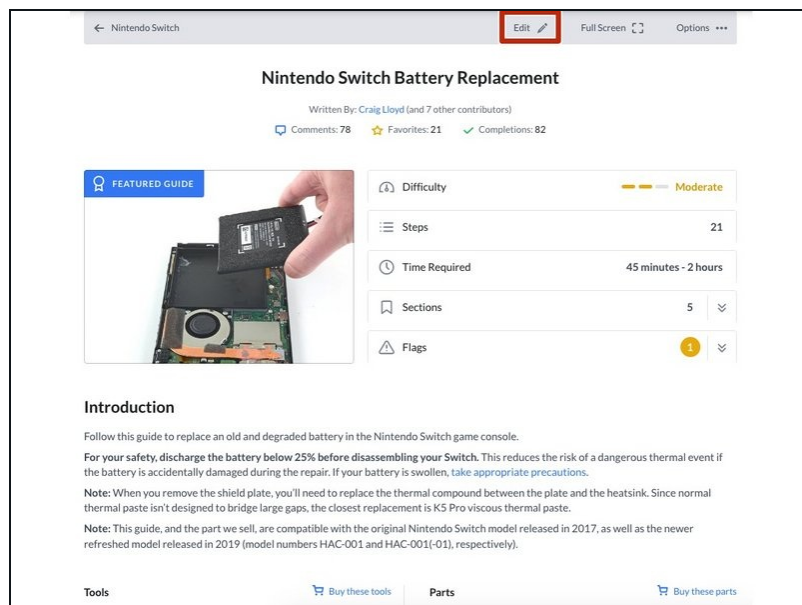 ← Nintendo Switch
Edit
Full Screen
Options •••
Nintendo Switch Battery Replacement
Written By: Craig Lloyd (and 7 other contributors)
Comments: 78 Favorites: 21 Completions: 82
FEATURED GUIDE
Difficulty Moderate
Steps 21
Time Required 45 minutes - 2 hours
Sections 5
Flags 1
Introduction
Follow this guide to replace an old and degraded battery in the Nintendo Switch game console.
For your safety, discharge the battery below 25% before disassembling your Switch. This reduces the risk of a dangerous thermal event if
the battery is accidentally damaged during the repair. If your battery is swollen, take appropriate precautions.
Note: When you remove the shield plate, you'll need to replace the thermal compound between the plate and the heatsink. Since normal
thermal paste isn't designed to bridge large gaps, the closest replacement is K5 Pro viscous thermal paste.
Note: This guide, and the part we sell, are compatible with the original Nintendo Switch model released in 2017, as well as the newer
refreshed model released in 2019 (model numbers HAC-001 and HAC-001(-01), respectively).
Tools Buy these tools Parts Buy these parts